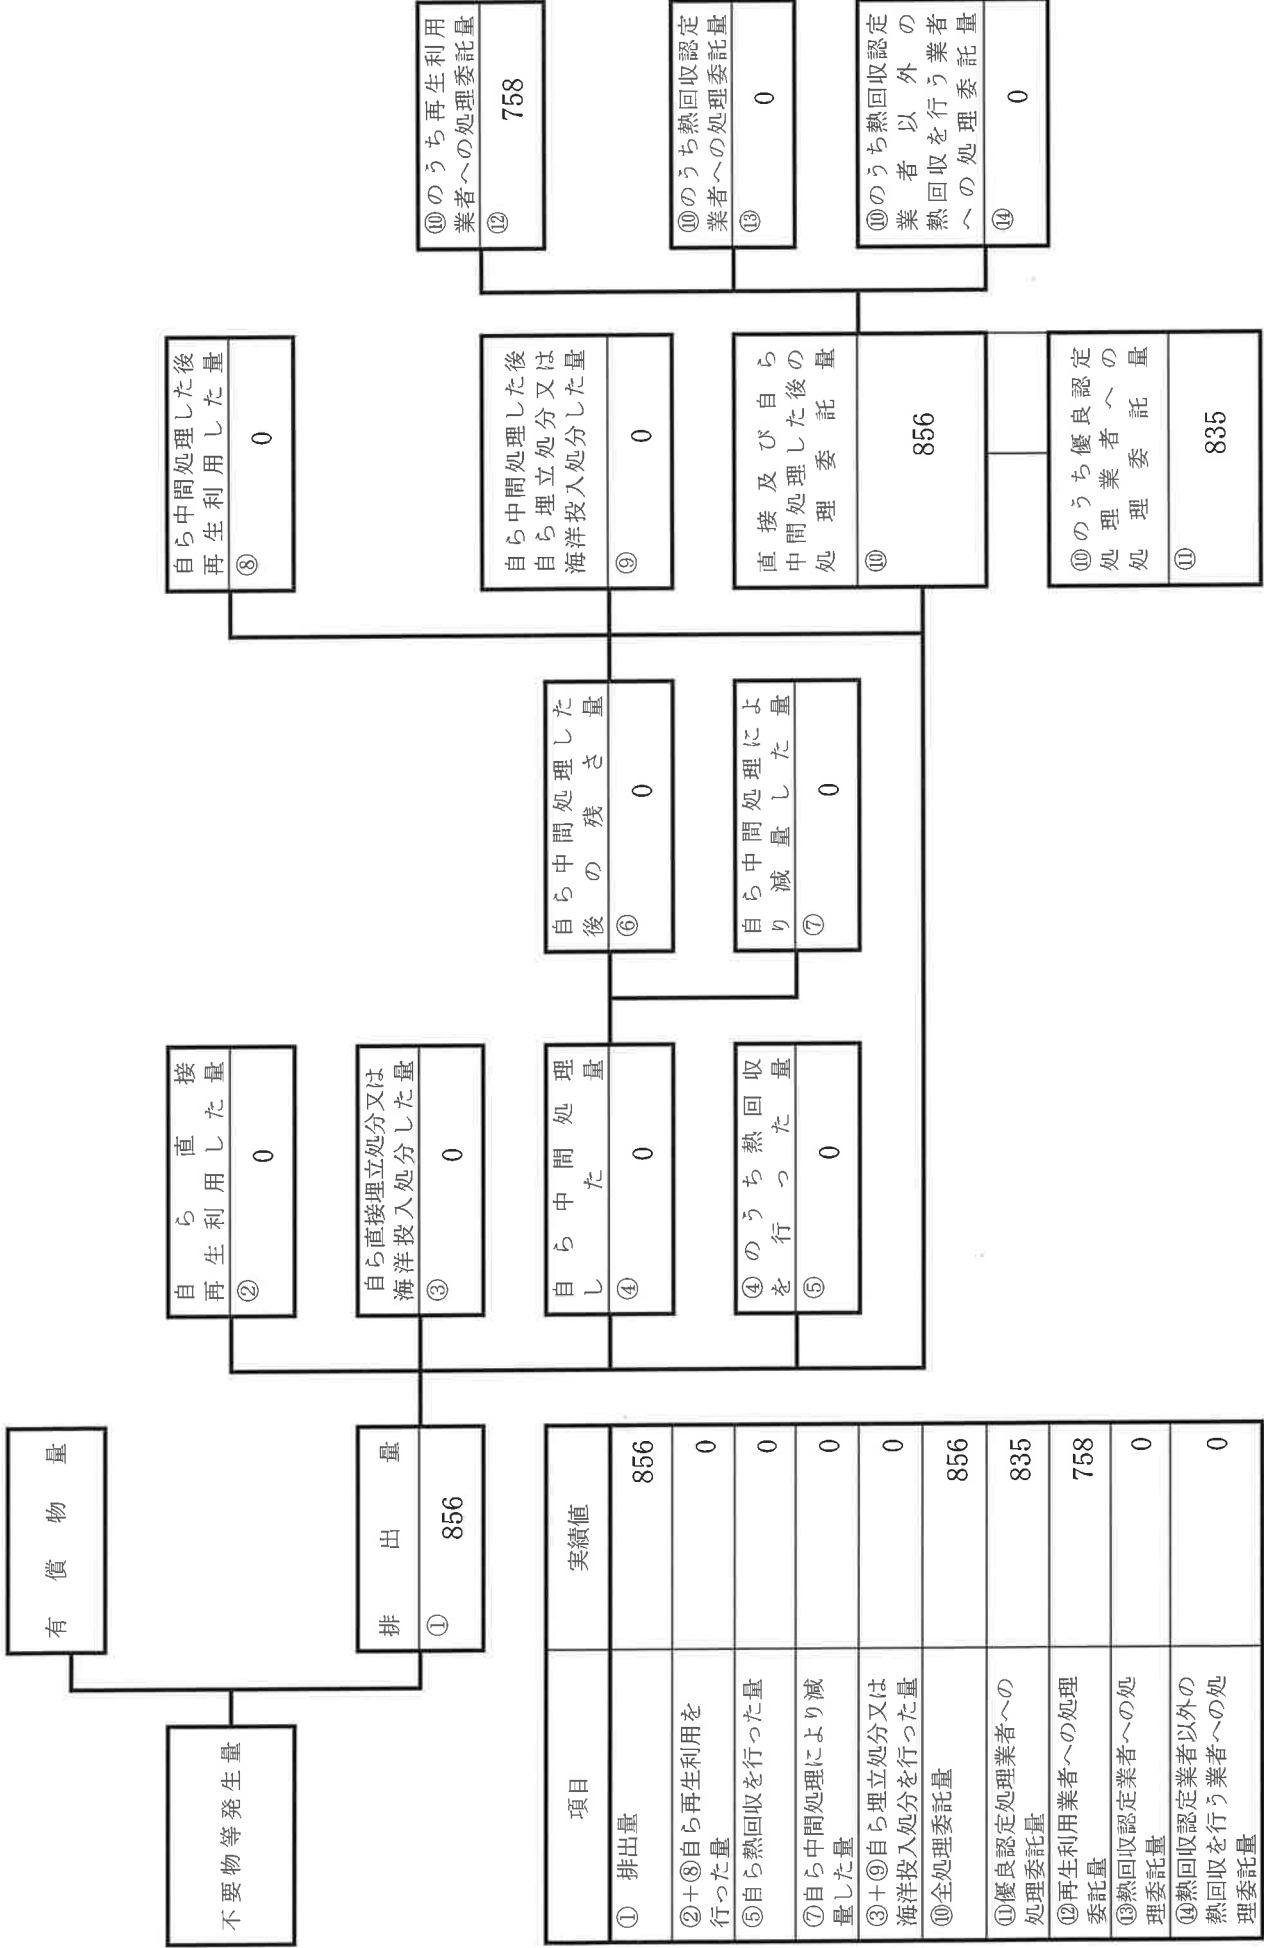 有償物量
不要物等発生量
排出量
①
856
自ら直接
再生利用した量
②
0
自ら直接埋立処分又は
海洋投入処分した量
③
0
自ら中間処理
した量
④
0
④のうち熱回収
を行った量
⑤
0
自ら中間処理した
後の残さ量
⑥
0
自ら中間処理によ
り減量した量
⑦
0
自ら中間処理した後
再生利用した量
⑧
0
自ら中間処理した後
自ら埋立処分又は
海洋投入処分した量
⑨
0
直接及び自ら
中間処理した後の
処理委託量
⑩
856
⑩のうち優良認定
処理業者への
処理委託量
⑪
835
⑩のうち再生利用
業者への処理委託量
⑫
758
⑩のうち熱回収認定
業者への処理委託量
⑬
0
⑩のうち熱回収認定
業者以外の
熱回収を行う業者
への処理委託量
⑭
0
項目 実績値
① 排出量 856
②+⑧自ら再生利用を
行った量 0
⑤自ら熱回収を行った量 0
⑦自ら中間処理により減
量した量 0
③+⑨自ら埋立処分又は
海洋投入処分を行った量 0
⑩全処理委託量 856
⑪優良認定処理業者への
処理委託量 835
⑫再生利用業者への処理
委託量 758
⑬熱回収認定業者への処
理委託量 0
⑭熱回収認定業者以外の
熱回収を行う業者への処
理委託量 0